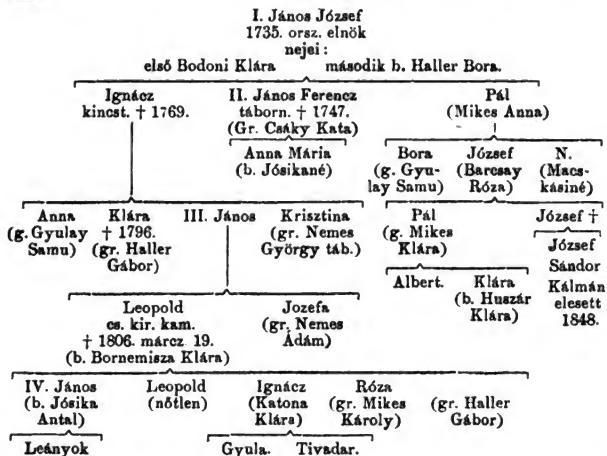 I. János József
1735. orsz. elnök
nejei :
első Bodoni Klára második b. Haller Bora.
Ignácz II. János Ferencz Pál
kincst. † 1769. táborn. † 1747. (Mikes Anna)
(Gr. Csáky Kata)
Anna Mária Bora József N.
(b. Jósikané) (g. Gyu- (Barcsay (Macs-
lay Samu) Róza) kásiné)
Anna Klára III. János Krisztina Pál József †
(g. Gyulay † 1796. (gr. Nemes (g. Mikes
Samu) (gr. Haller György táb.) Klára) József
Gábor) Sándor
Albert. Klára Kálmán
Leopold Jozefa (b. Huszár elesett
cs. kir. kam. (gr. Nemes Klára) 1848.
† 1806. márcz. 19. Ádám)
(b. Bornemisza Klára)
IV. János Leopold Ignácz Róza
(b. Jósika (nőtlen) (Katona (gr. Mikes (gr. Haller
Antal) Klára) Károly) Gábor)
Leányok Gyula. Tivadar.